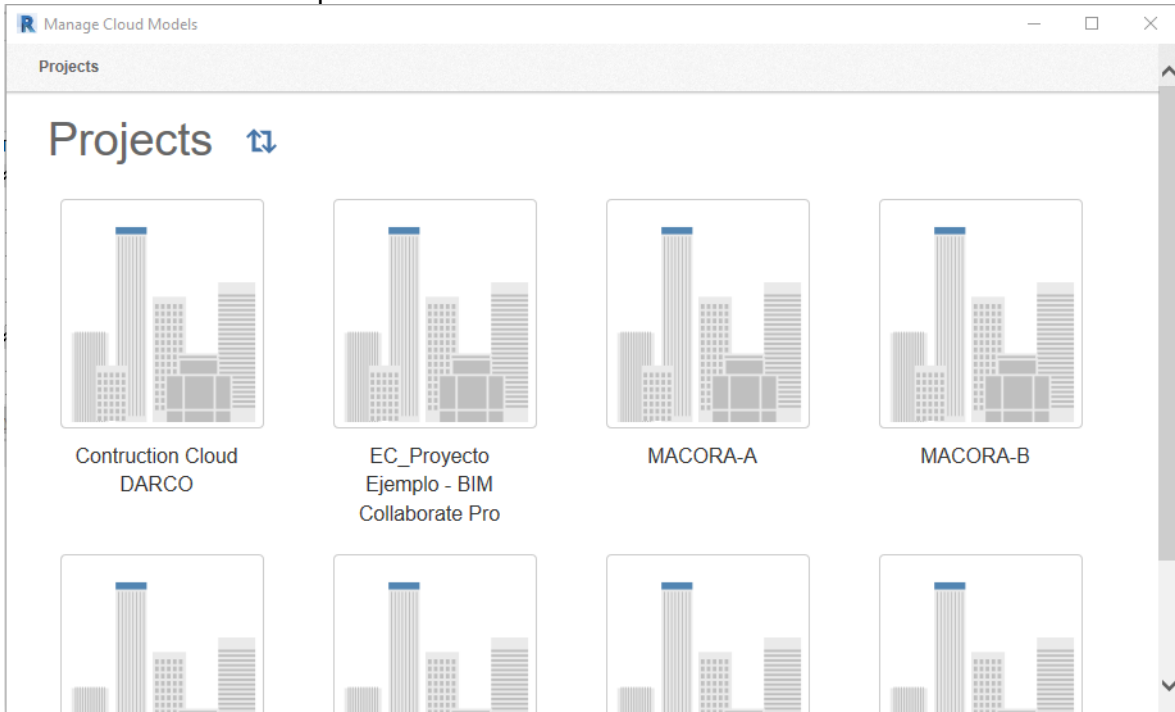 Manage Cloud Models
Projects
Projects
Contruction Cloud
DARCO
EC_Proyecto
Ejemplo - BIM
Collaborate Pro
MACORA-A
MACORA-B